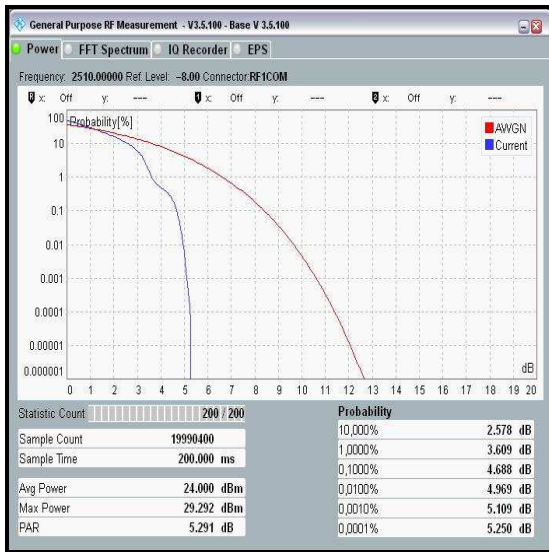 General Purpose RF Measurement - V3.5.100 - Base V 3.5.100
Power FFT Spectrum IQ Recorder EPS
Frequency: 2510.00000 Ref. Level: -8.00 Connector:RF1COM
R x: Off y: --- 1 x: Off y: --- 2 x: Off y: ---
Probability[%]
AWGN
Current
100
10
1
0.1
0.01
0.001
0.0001
0.00001
0.000001
dB
0 1 2 3 4 5 6 7 8 9 10 11 12 13 14 15 16 17 18 19 20
Statistic Count 200 / 200
Sample Count 19990400
Sample Time 200.000 ms
Avg Power 24.000 dBm
Max Power 29.292 dBm
PAR 5.291 dB
Probability
10,000% 2.578 dB
1,0000% 3.609 dB
0,1000% 4.688 dB
0,0100% 4.969 dB
0,0010% 5.109 dB
0,0001% 5.250 dB